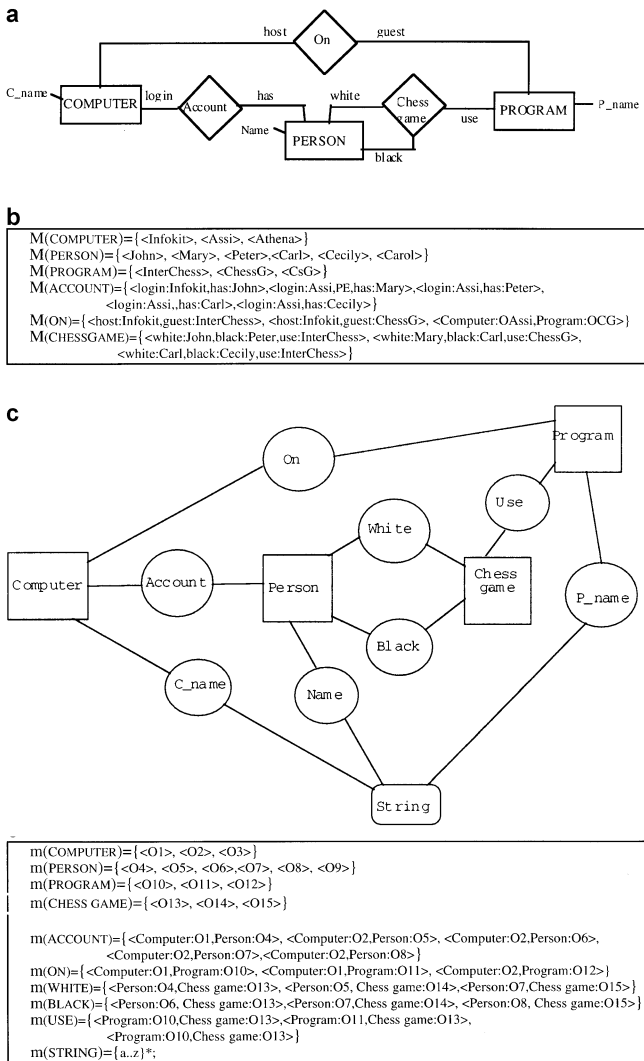 a
host
On
guest
C_name
COMPUTER
login
Account
has
white
Chess
game
use
PROGRAM
P_name
Name
PERSON
black
b
M(COMPUTER)={<Infokit>, <Assi>, <Athena>}
M(PERSON)={<John>, <Mary>, <Peter>,<Carl>, <Cecily>, <Carol>}
M(PROGRAM)={<InterChess>, <ChessG>, <CsG>}
M(ACCOUNT)={<login:Infokit,has:John>,<login:Assi,PE,has:Mary>,<login:Assi,has:Peter>,
<login:Assi,,has:Carl>,<login:Assi,has:Cecily>}
M(ON)={<host:Infokit,guest:InterChess>, <host:Infokit,guest:ChessG>, <Computer:OAssi,Program:OCG>}
M(CHESSGAME)={<white:John,black:Peter,use:InterChess>, <white:Mary,black:Carl,use:ChessG>,
<white:Carl,black:Cecily,use:InterChess>}
c
Program
On
Use
White
Computer
Account
Person
Chess
game
P_name
Black
C_name
Name
String
m(COMPUTER)={<O1>, <O2>, <O3>}
m(PERSON)={<O4>, <O5>, <O6>,<O7>, <O8>, <O9>}
m(PROGRAM)={<O10>, <O11>, <O12>}
m(CHESS GAME)={<O13>, <O14>, <O15>}
m(ACCOUNT)={<Computer:O1,Person:O4>, <Computer:O2,Person:O5>, <Computer:O2,Person:O6>,
<Computer:O2,Person:O7>,<Computer:O2,Person:O8>}
m(ON)={<Computer:O1,Program:O10>, <Computer:O1,Program:O11>, <Computer:O2,Program:O12>}
m(WHITE)={<Person:O4,Chess game:O13>, <Person:O5, Chess game:O14>,<Person:O7,Chess game:O15>}
m(BLACK)={<Person:O6, Chess game:O13>,<Person:O7,Chess game:O14>, <Person:O8, Chess game:O15>}
m(USE)={<Program:O10,Chess game:O13>,<Program:O11,Chess game:O13>,
<Program:O10,Chess game:O13>}
m(STRING)={a..z}*;